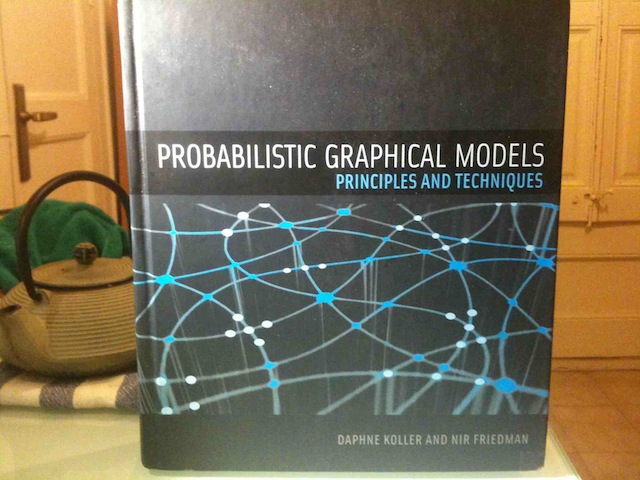 PROBABILISTIC GRAPHICAL MODELS
PRINCIPLES AND TECHNIQUES
DAPHNE KOLLER AND NIR FRIEDMAN